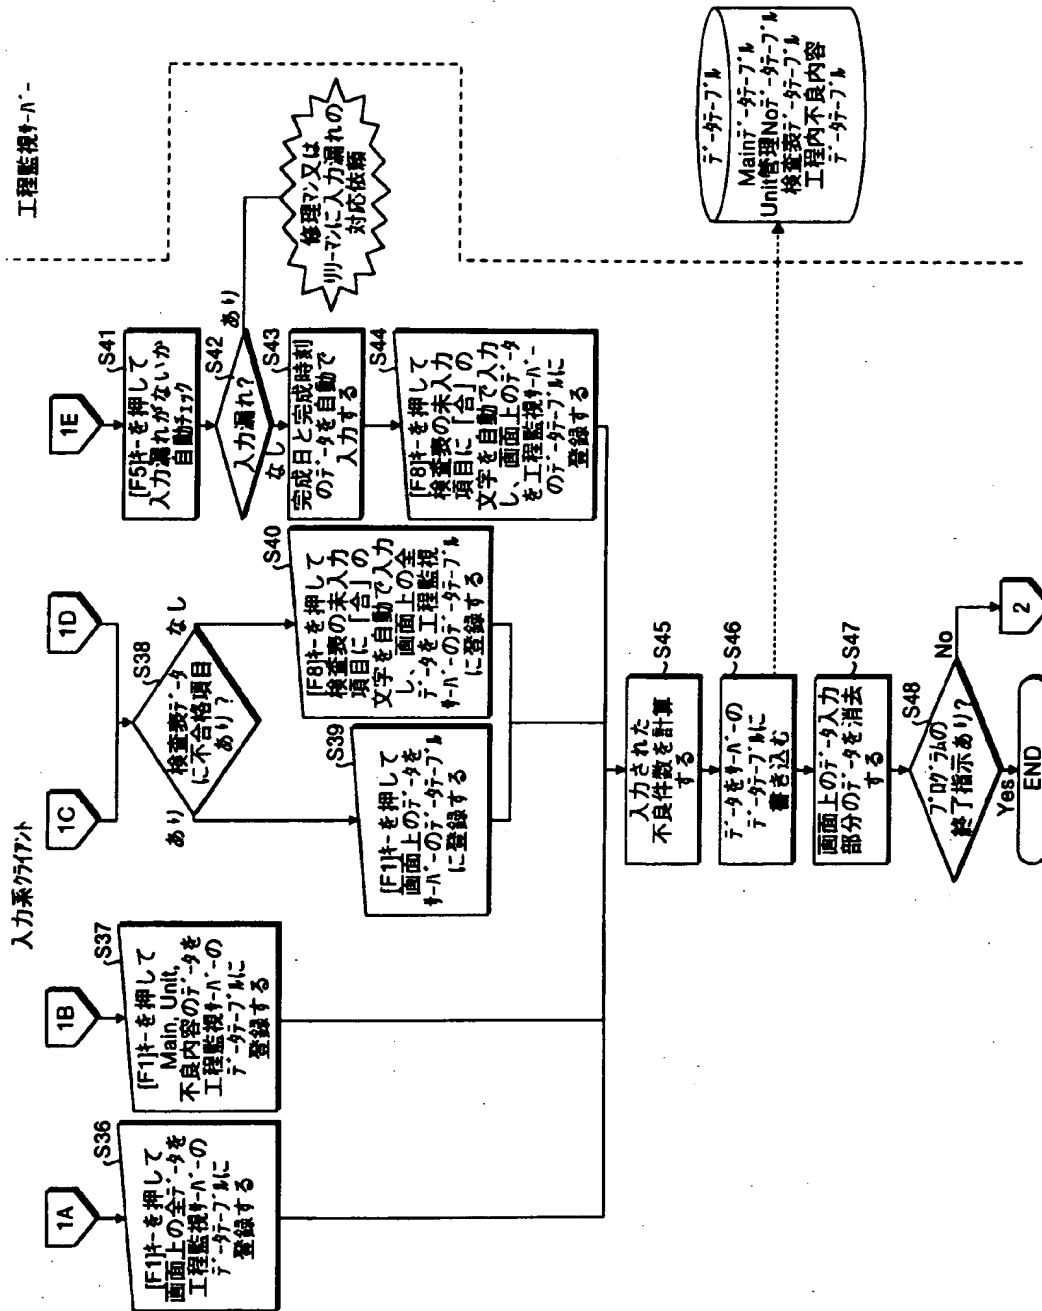 入力系クライアント
工程監視サーバー
1A
S36
[F1]キーを押して
画面上の全データを
工程監視サーバーの
データテーブルに
登録する
1B
S37
[F1]キーを押して
Main, Unit,
不良内容のデータを
工程監視サーバーの
データテーブルに
登録する
1C
1D
S38
検査表データ
に不合格項目
あり？
あり
なし
S39
[F1]キーを押して
画面上のデータを
サーバーのデータテーブル
に登録する
S40
[F8]キーを押して
検査表の未入力
項目に「合」の
文字を自動で入力
し、画面上の全
データを工程監視
サーバーのデータテーブル
に登録する
1E
S41
[F5]キーを押して
入力漏れがないか
自動チェック
S42
入力漏れ？
あり
なし
修理マン又は
リリーマンに入力漏れの
対応依頼
S43
完成日と完成時刻
のデータを自動で
入力する
S44
[F8]キーを押して
検査表の未入力
項目に「合」の
文字を自動で入力
し、画面上のデータ
を工程監視サーバー
のデータテーブルに
登録する
S45
入力された
不良件数を計算
する
S46
データをサーバーの
データテーブルに
書き込む
データテーブル
Mainデータテーブル
Unit管理Noデータテーブル
検査表データテーブル
工程内不良内容
データテーブル
S47
画面上のデータ入力
部分のデータを消去
する
S48
プログラムの
終了指示あり？
No
2
Yes
END